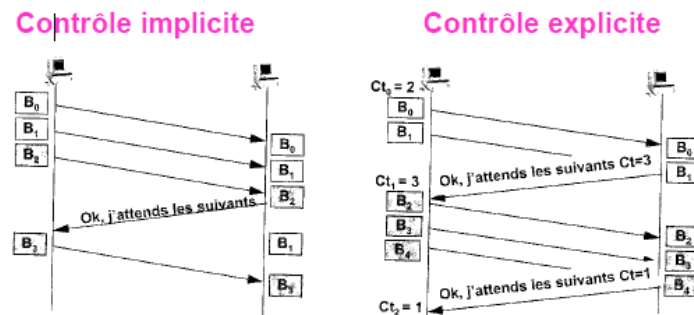 Contrôle implicite
B₀
B₁
B₂
B₀
B₁
B₂
Ok, j'attends les suivants
B₃
B₁
B₃
Contrôle explicite
Ct₀ = 2
B₀
B₁
B₀
B₁
Ok, j'attends les suivants Ct=3
Ct₁ = 3
B₂
B₃
B₄
B₂
B₃
B₄
Ok, j'attends les suivants Ct=1
Ct₂ = 1